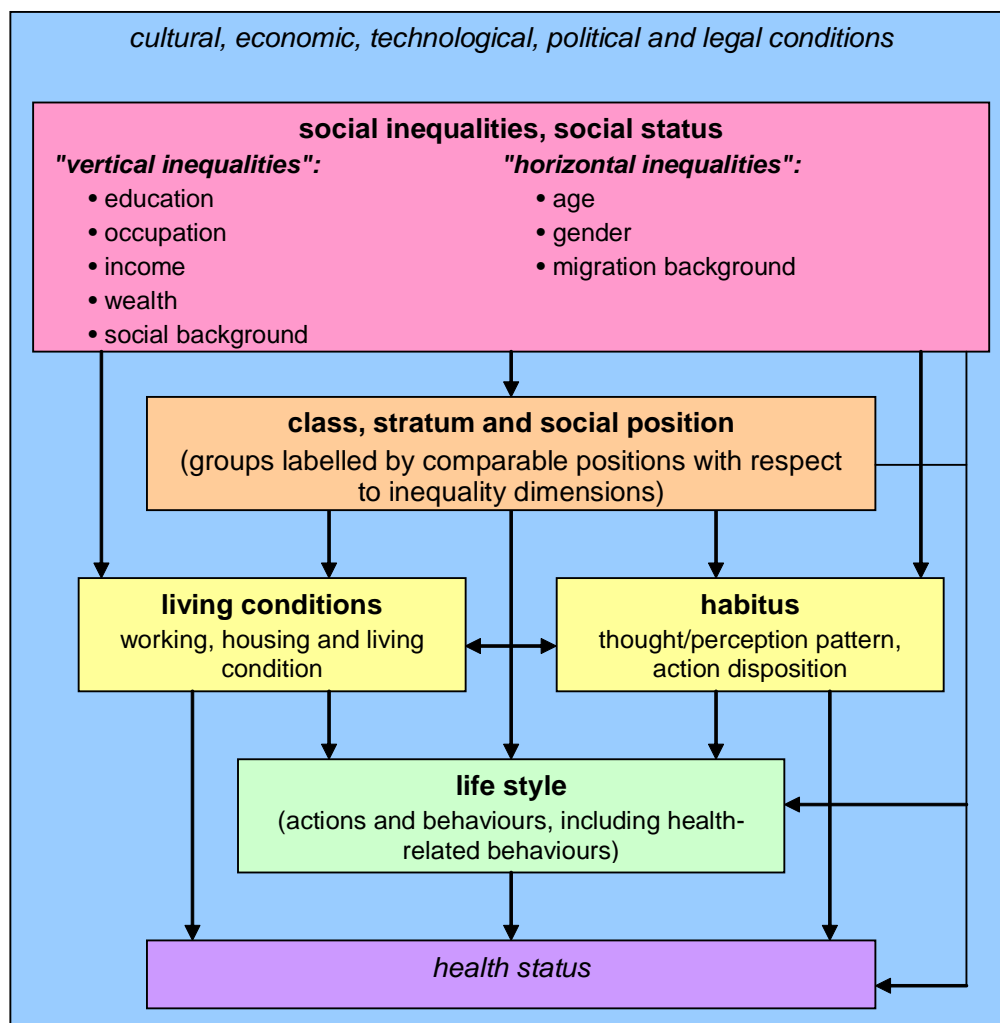 cultural, economic, technological, political and legal conditions
social inequalities, social status
"vertical inequalities":
• education
• occupation
• income
• wealth
• social background
"horizontal inequalities":
• age
• gender
• migration background
class, stratum and social position
(groups labelled by comparable positions with respect
to inequality dimensions)
living conditions
working, housing and living
condition
habitus
thought/perception pattern,
action disposition
life style
(actions and behaviours, including health-
related behaviours)
health status